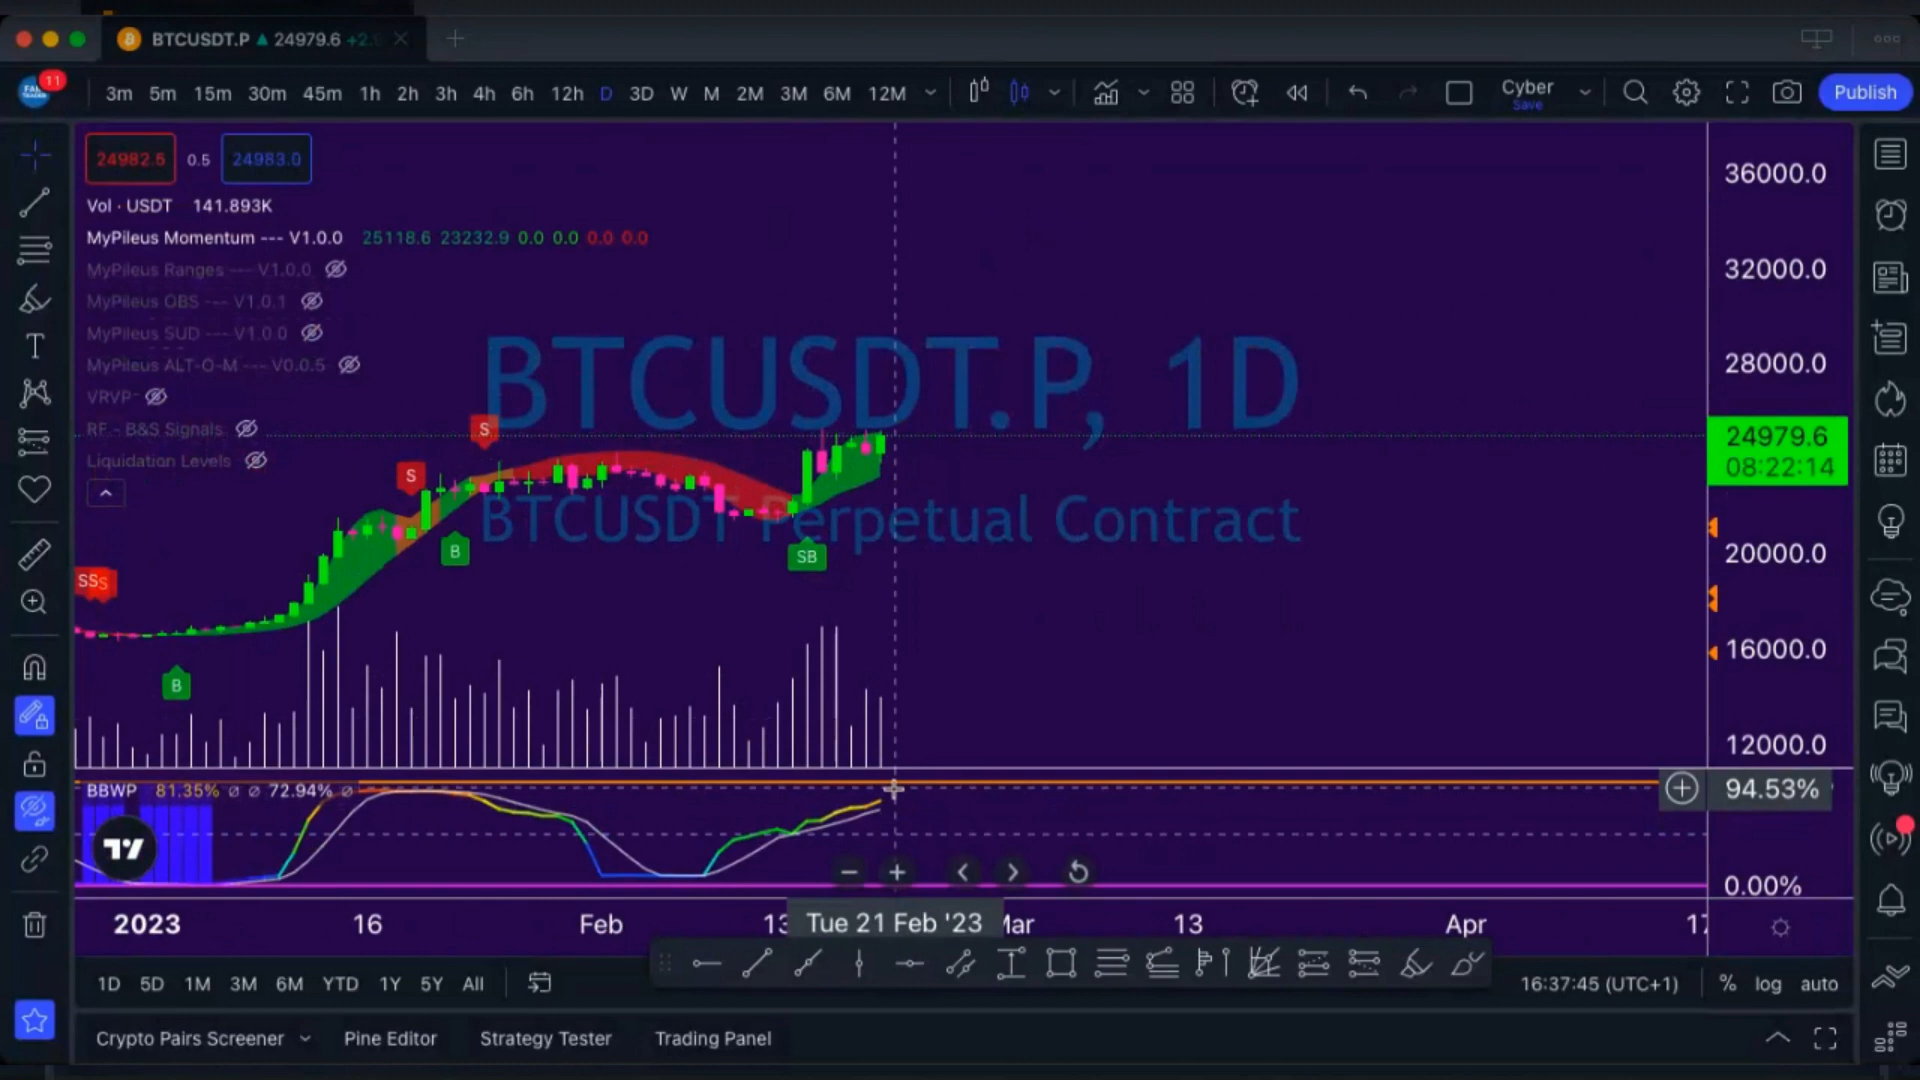 BTCUSDT.P ▲ 24979.6 +2.
11
3m 5m 15m 30m 45m 1h 2h 3h 4h 6h 12h D 3D W M 2M 3M 6M 12M
Cyber
Save
Publish
24982.5 0.5 24983.0
Vol · USDT 141.893K
MyPileus Momentum --- V1.0.0 25118.6 23232.9 0.0 0.0 0.0 0.0
MyPileus Ranges --- V1.0.0
MyPileus OBS --- V1.0.1
MyPileus SUD --- V1.0.0
MyPileus ALT-O-M --- V0.0.5
VRVP
RF - B&S Signals
Liquidation Levels
BTCUSDT.P, 1D
BTCUSDT Perpetual Contract
S
S
B
SB
SSS
B
36000.0
32000.0
28000.0
24979.6
08:22:14
20000.0
16000.0
12000.0
BBWP 81.35% ∅ ∅ 72.94% ∅
94.53%
0.00%
2023 16 Feb 13 Tue 21 Feb '23 Mar 13 Apr 17
1D 5D 1M 3M 6M YTD 1Y 5Y All
16:37:45 (UTC+1) % log auto
Crypto Pairs Screener Pine Editor Strategy Tester Trading Panel